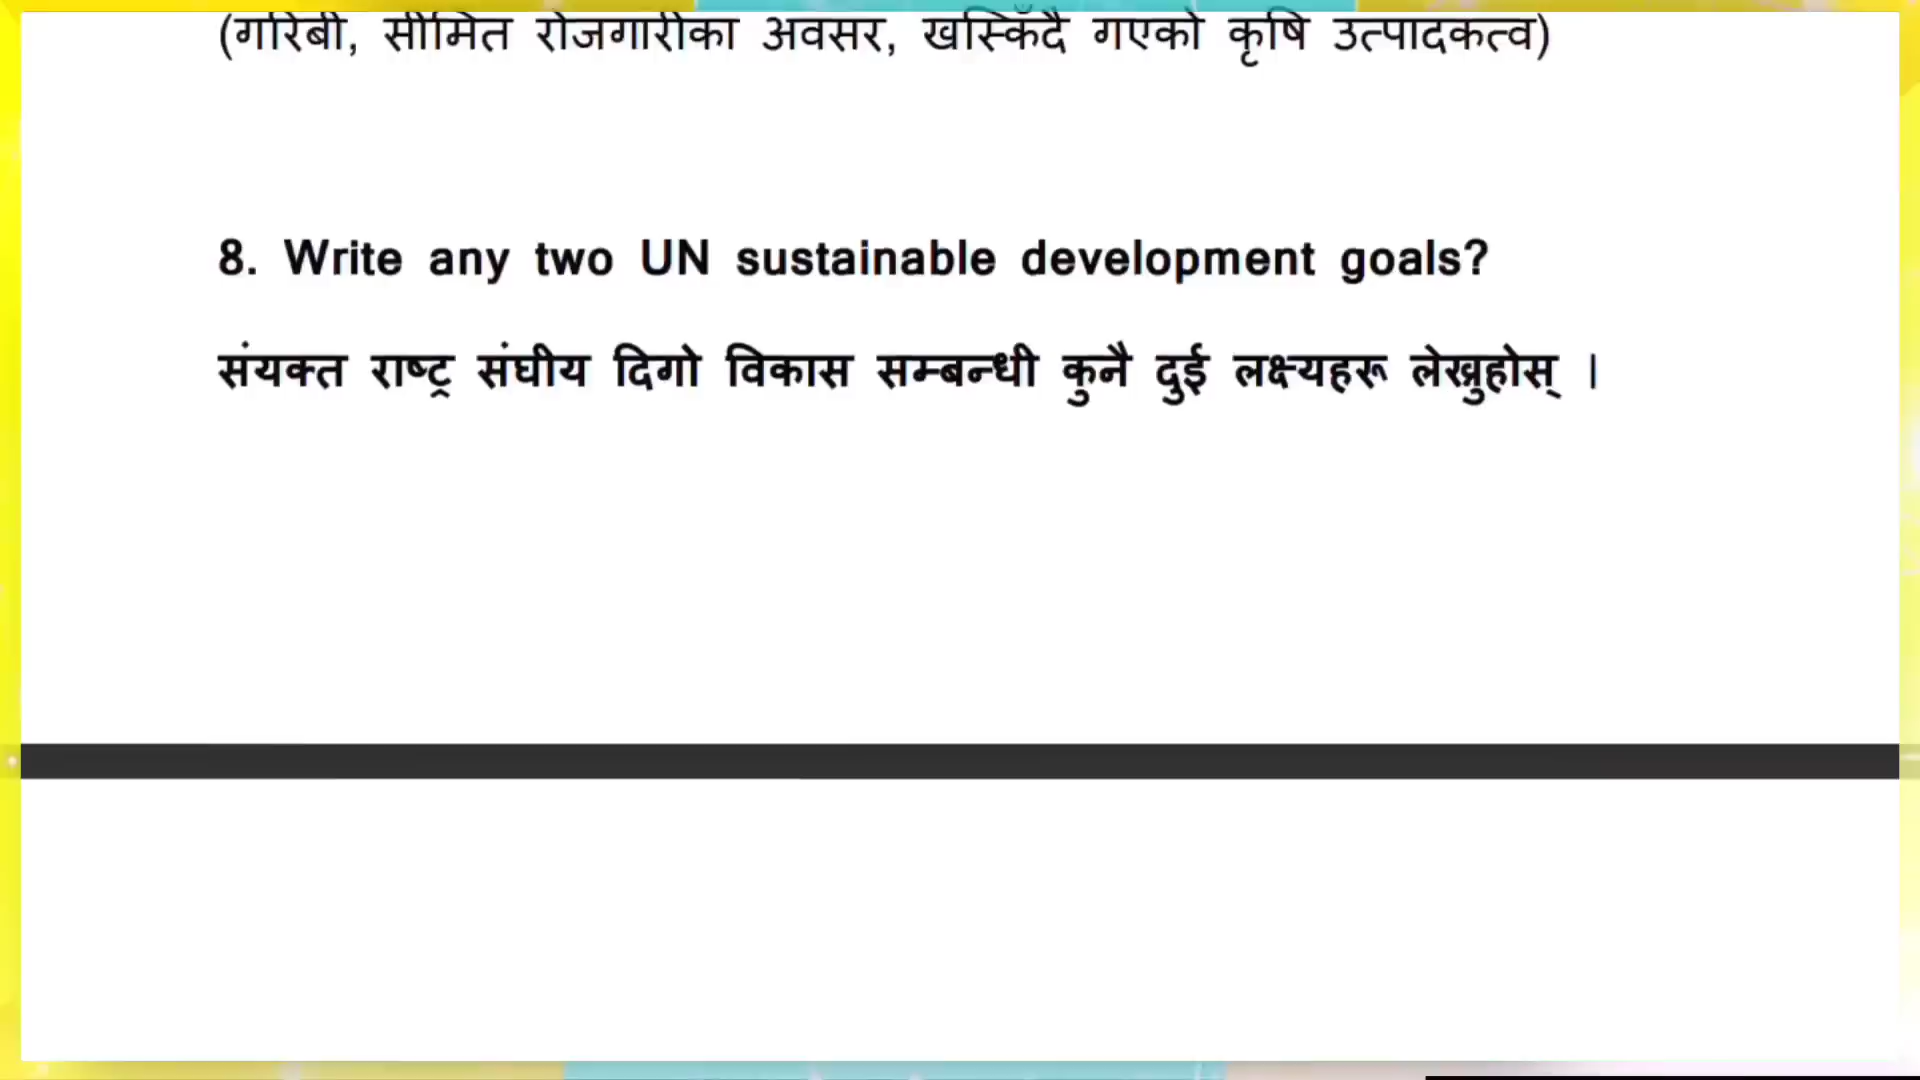 (गरिबी, सीमित रोजगारीका अवसर, खस्किँदै गएको कृषि उत्पादकत्व)
8. Write any two UN sustainable development goals?
संयक्त राष्ट्र संघीय दिगो विकास सम्बन्धी कुनै दुई लक्ष्यहरू लेख्नुहोस् ।